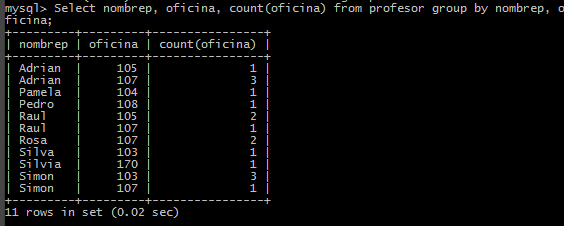 mysql> Select nombrep, oficina, count(oficina) from profesor group by nombrep, o
ficina;
+---------+---------+----------------+
| nombrep | oficina | count(oficina) |
+---------+---------+----------------+
| Adrian  |     105 |              1 |
| Adrian  |     107 |              3 |
| Pamela  |     104 |              1 |
| Pedro   |     108 |              1 |
| Raul    |     105 |              2 |
| Raul    |     107 |              1 |
| Rosa    |     107 |              2 |
| Silva   |     103 |              1 |
| Silvia  |     170 |              1 |
| Simon   |     103 |              3 |
| Simon   |     107 |              1 |
+---------+---------+----------------+
11 rows in set (0.02 sec)